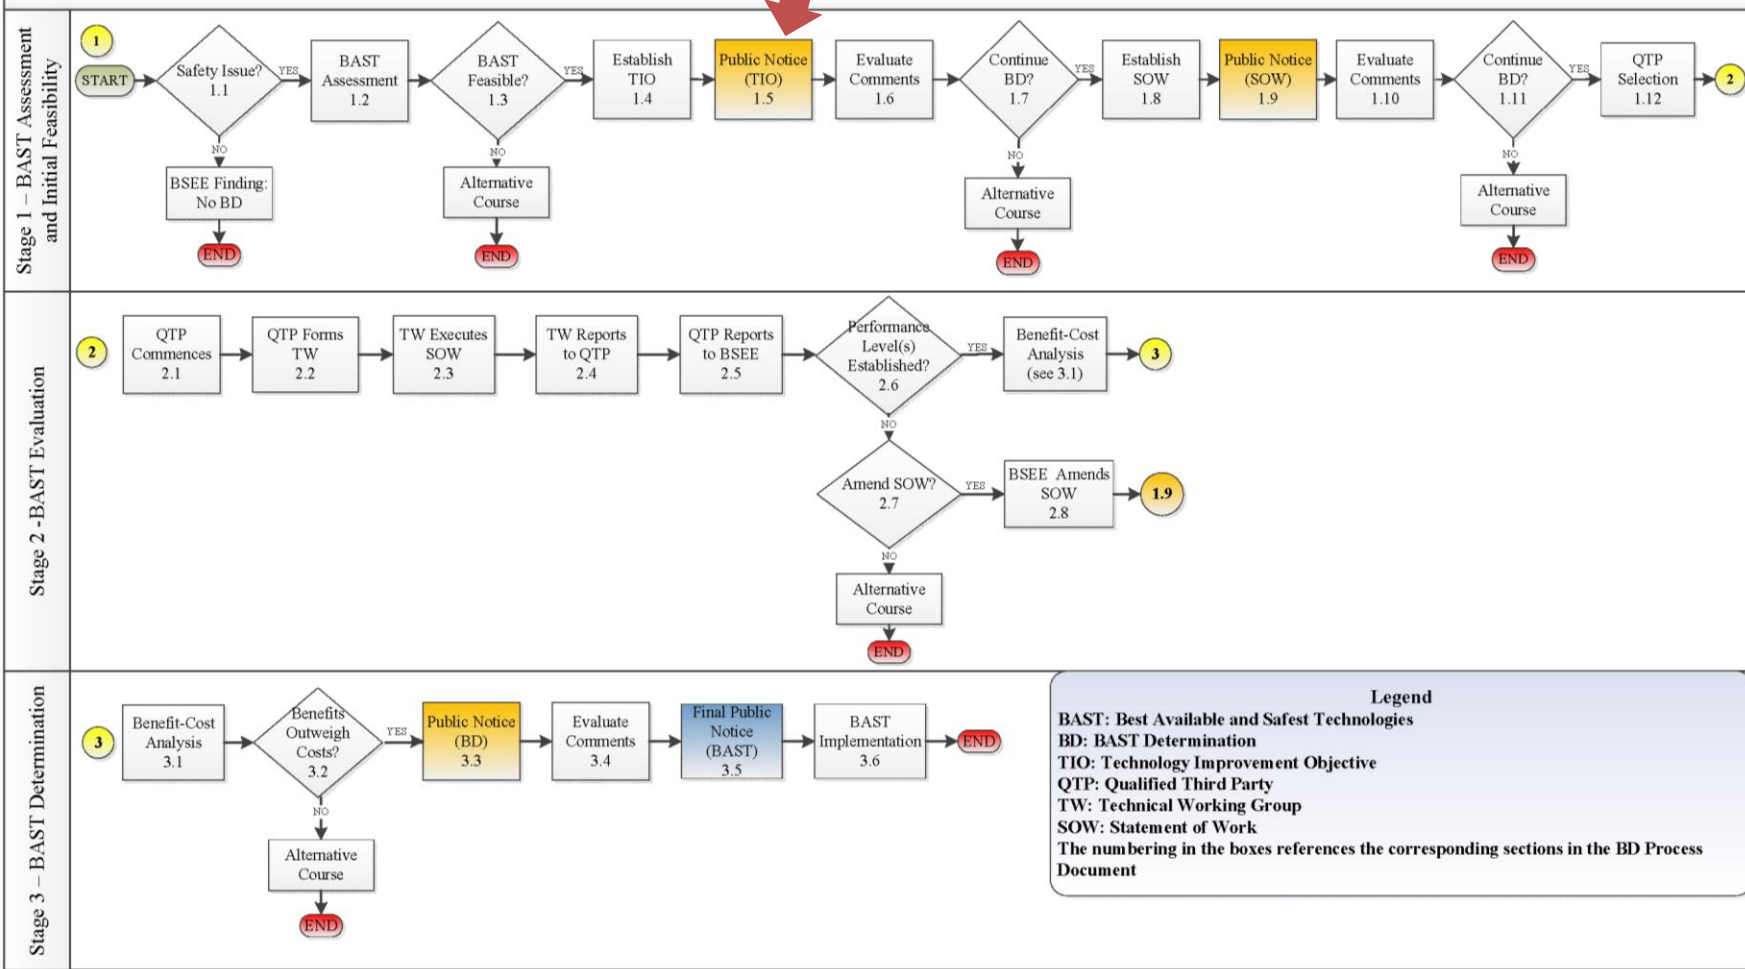 Stage 1 – BAST Assessment
and Initial Feasibility
1
START
Safety Issue?
1.1
YES
BAST
Assessment
1.2
BAST
Feasible?
1.3
YES
Establish
TIO
1.4
Public Notice
(TIO)
1.5
Evaluate
Comments
1.6
Continue
BD?
1.7
YES
Establish
SOW
1.8
Public Notice
(SOW)
1.9
Evaluate
Comments
1.10
Continue
BD?
1.11
YES
QTP
Selection
1.12
2
NO
BSEE Finding:
No BD
END
NO
Alternative
Course
END
NO
Alternative
Course
END
NO
Alternative
Course
END
Stage 2 -BAST Evaluation
2
QTP
Commences
2.1
QTP Forms
TW
2.2
TW Executes
SOW
2.3
TW Reports
to QTP
2.4
QTP Reports
to BSEE
2.5
Performance
Level(s)
Established?
2.6
YES
Benefit-Cost
Analysis
(see 3.1)
3
NO
Amend SOW?
2.7
YES
BSEE Amends
SOW
2.8
1.9
NO
Alternative
Course
END
Stage 3 – BAST Determination
3
Benefit-Cost
Analysis
3.1
Benefits
Outweigh
Costs?
3.2
YES
Public Notice
(BD)
3.3
Evaluate
Comments
3.4
Final Public
Notice
(BAST)
3.5
BAST
Implementation
3.6
END
NO
Alternative
Course
END
Legend
BAST: Best Available and Safest Technologies
BD: BAST Determination
TIO: Technology Improvement Objective
QTP: Qualified Third Party
TW: Technical Working Group
SOW: Statement of Work
The numbering in the boxes references the corresponding sections in the BD Process
Document